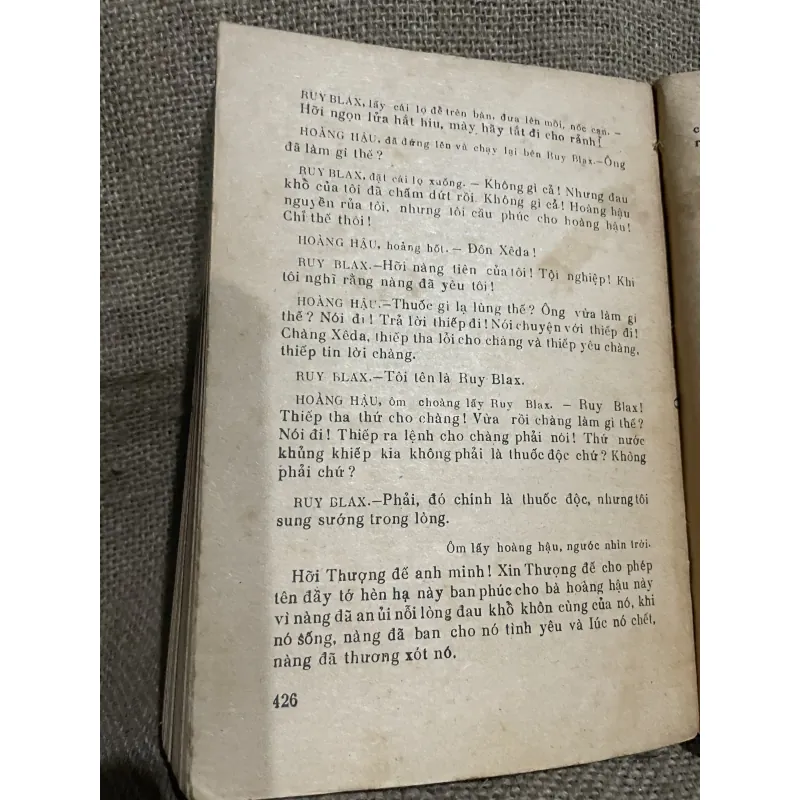 RUY BLAX, lấy cái lọ để trên bàn, đưa lên môi, nốc cạn. –
Hỡi ngọn lửa hắt hiu, mày hãy tắt đi cho rảnh!
HOÀNG HẬU, đã đứng lên và chạy lại bên Ruy Blax.–Ông
đã làm gì thế?
RUY BLAX, đặt cái lọ xuống. – Không gì cả! Nhưng đau
khổ của tôi đã chấm dứt rồi. Không gì cả! Hoàng hậu
nguyền rủa tôi, nhưng tôi cầu phúc cho hoàng hậu!
Chỉ thế thôi!
HOÀNG HẬU, hoảng hốt. – Đôn Xêda!
RUY BLAX.–Hỡi nàng tiên của tôi! Tội nghiệp! Khi
tôi nghĩ rằng nàng đã yêu tôi!
HOÀNG HẬU.–Thuốc gì lạ lùng thế? Ông vừa làm gì
thế? Nói đi! Trả lời thiếp đi! Nói chuyện với thiếp đi!
Chàng Xêda, thiếp tha lỗi cho chàng và thiếp yêu chàng,
thiếp tin lời chàng.
RUY BLAX.–Tôi tên là Ruy Blax.
HOÀNG HẬU, ôm choàng lấy Ruy Blax. – Ruy Blax!
Thiếp tha thứ cho chàng! Vừa rồi chàng làm gì thế?
Nói đi! Thiếp ra lệnh cho chàng phải nói! Thứ nước
khủng khiếp kia không phải là thuốc độc chứ? Không
phải chứ?
RUY BLAX.–Phải, đó chính là thuốc độc, nhưng tôi
sung sướng trong lòng.
Ôm lấy hoàng hậu, ngước nhìn trời.
Hỡi Thượng đế anh minh! Xin Thượng đế cho phép
tên đầy tớ hèn hạ này ban phúc cho bà hoàng hậu này
vì nàng đã an ủi nỗi lòng đau khổ khôn cùng của nó, khi
nó sống, nàng đã ban cho nó tình yêu và lúc nó chết,
nàng đã thương xót nó.
426